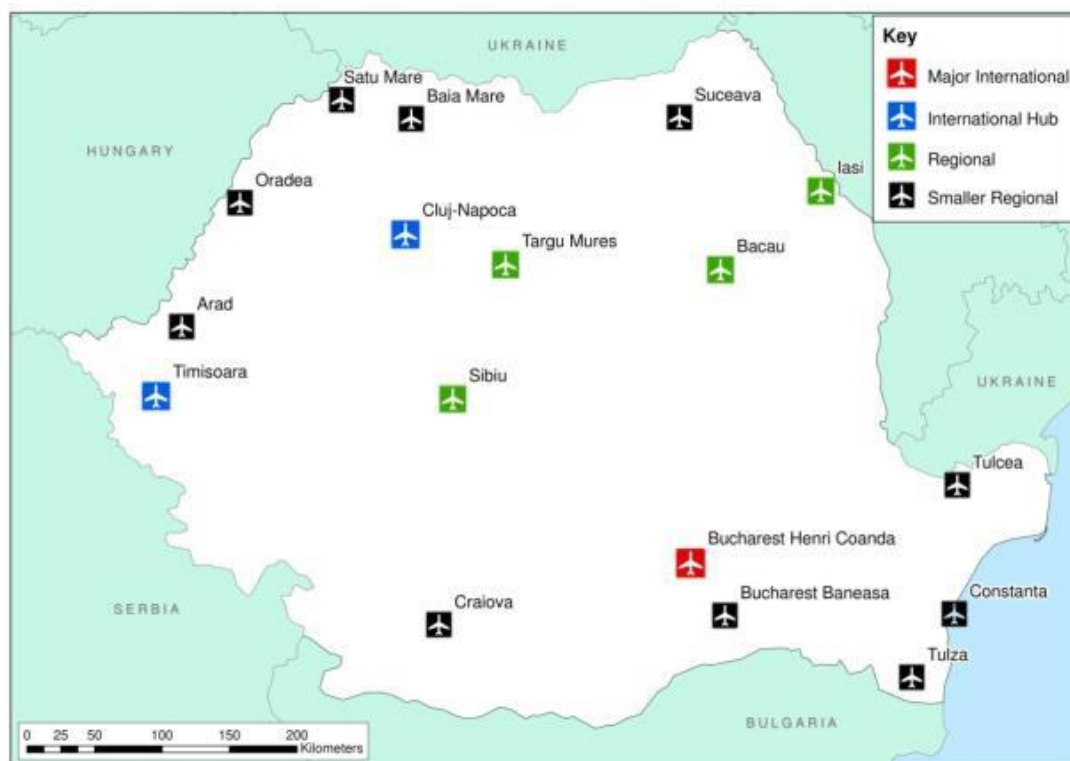 UKRAINE
Key
Major International
International Hub
Regional
Smaller Regional
Satu Mare
Baia Mare
Suceava
HUNGARY
Iasi
Oradea
Cluj-Napoca
Targu Mures
Bacau
Arad
Timisoara
Sibiu
UKRAINE
Tulcea
Bucharest Henri Coanda
SERBIA
Craiova
Bucharest Baneasa
Constanta
Tulza
BULGARIA
0 25 50 100 150 200
Kilometers